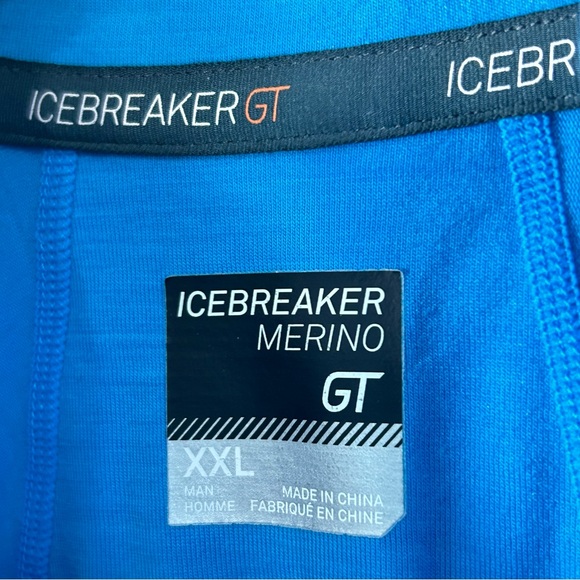 ICEBREAKER GT ICEBR
ICEBREAKER
MERINO
GT
XXL
MAN
HOMME
MADE IN CHINA
FABRIQUÉ EN CHINE